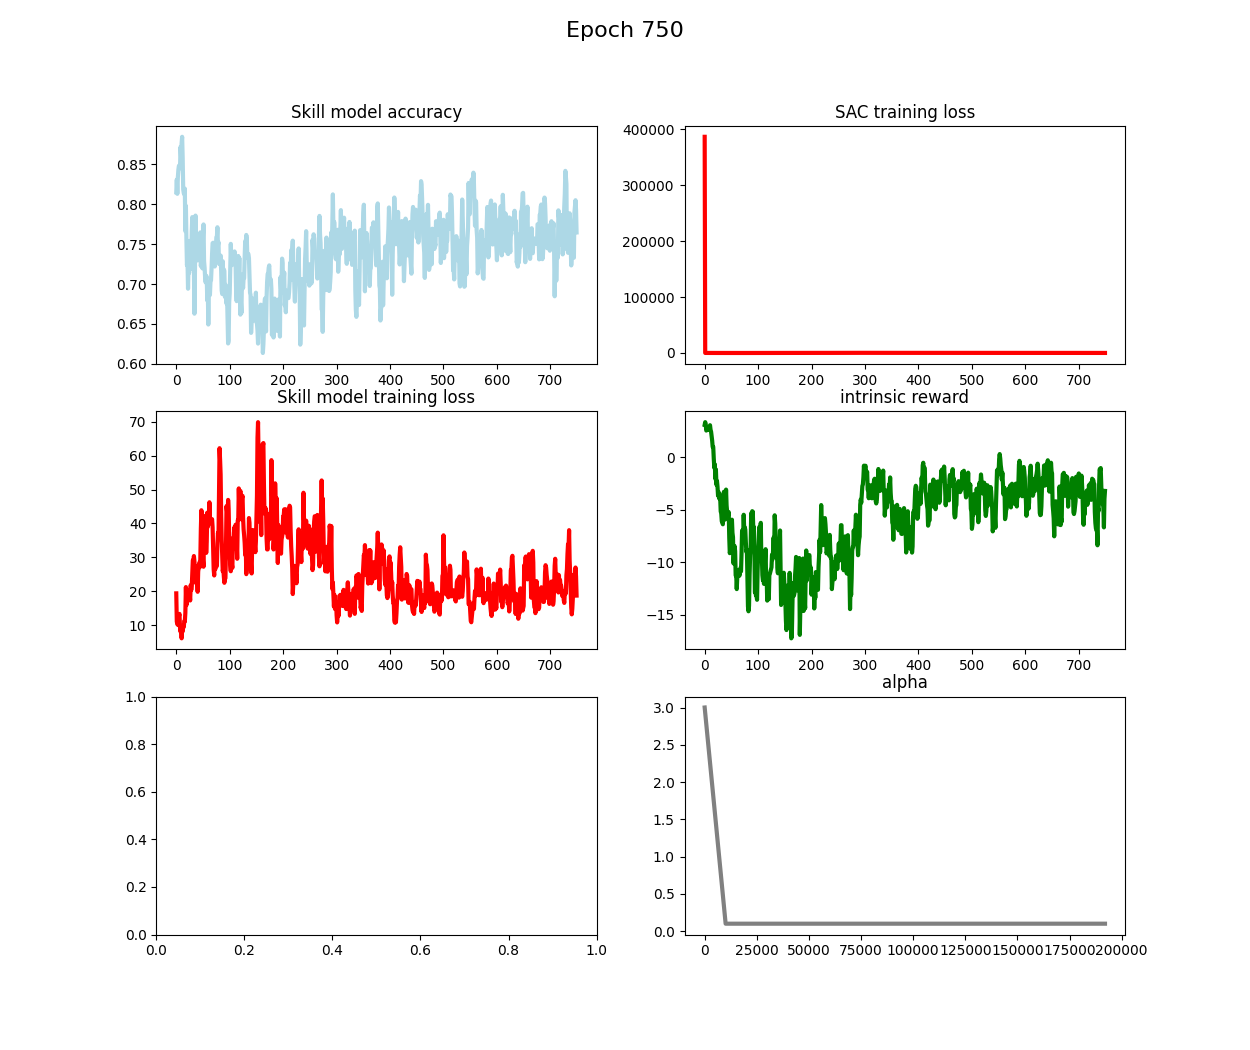 Epoch 750
Skill model accuracy
0.85
0.80
0.75
0.70
0.65
0.60
0 100 200 300 400 500 600 700
SAC training loss
400000
300000
200000
100000
0
0 100 200 300 400 500 600 700
Skill model training loss
70
60
50
40
30
20
10
0 100 200 300 400 500 600 700
intrinsic reward
0
−5
−10
−15
0 100 200 300 400 500 600 700
1.0
0.8
0.6
0.4
0.2
0.0
0.0 0.2 0.4 0.6 0.8 1.0
alpha
3.0
2.5
2.0
1.5
1.0
0.5
0.0
0 25000 50000 75000 100000 125000 150000 175000 200000